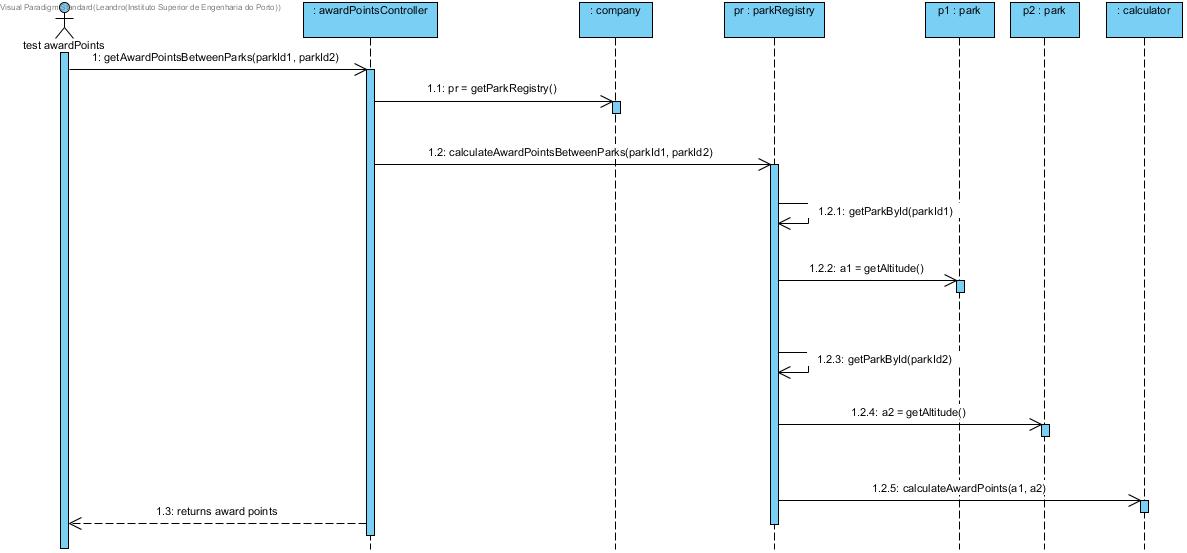 Visual Paradigm Standard(Leandro(Instituto Superior de Engenharia do Porto))
: awardPointsController
: company
pr : parkRegistry
p1 : park
p2 : park
: calculator
test awardPoints
1: getAwardPointsBetweenParks(parkId1, parkId2)
1.1: pr = getParkRegistry()
1.2: calculateAwardPointsBetweenParks(parkId1, parkId2)
1.2.1: getParkById(parkId1)
1.2.2: a1 = getAltitude()
1.2.3: getParkById(parkId2)
1.2.4: a2 = getAltitude()
1.2.5: calculateAwardPoints(a1, a2)
1.3: returns award points